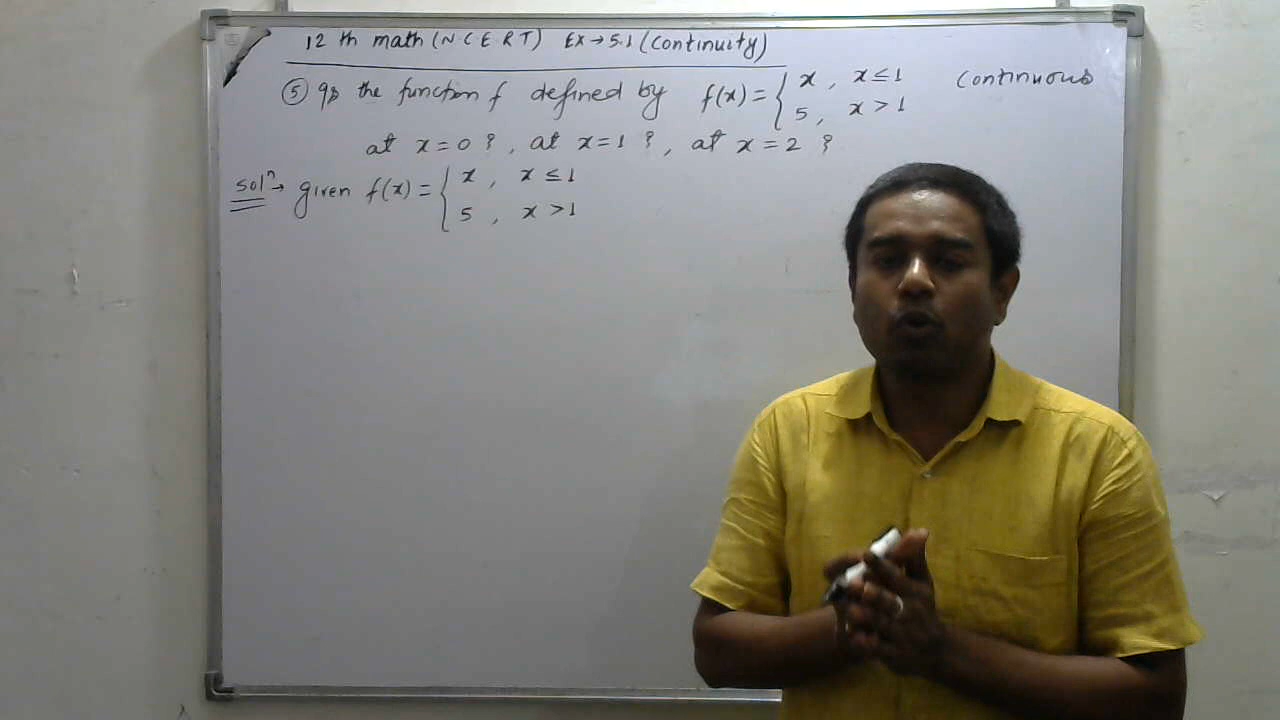 12 th math (NCERT) Ex → 5.1 (Continuity)
⑤ Is the function f defined by f(x) = { x , x ≤ 1 continuous
5 , x > 1
at x = 0 ? , at x = 1 ? , at x = 2 ?
Solⁿ → given f(x) = { x , x ≤ 1
5 , x > 1